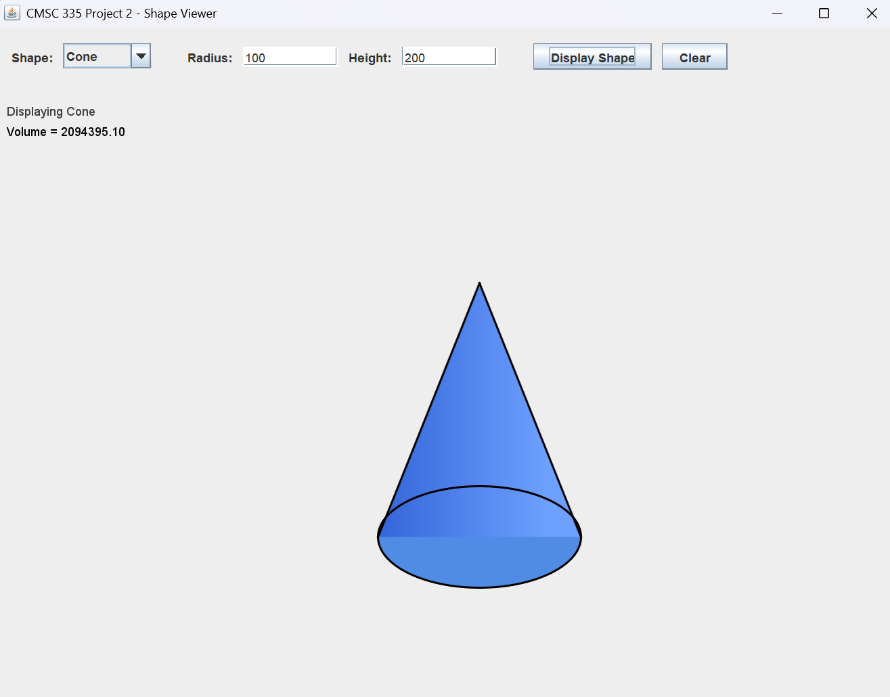 CMSC 335 Project 2 - Shape Viewer
Shape: Cone Radius: 100 Height: 200 Display Shape Clear
Displaying Cone
Volume = 2094395.10